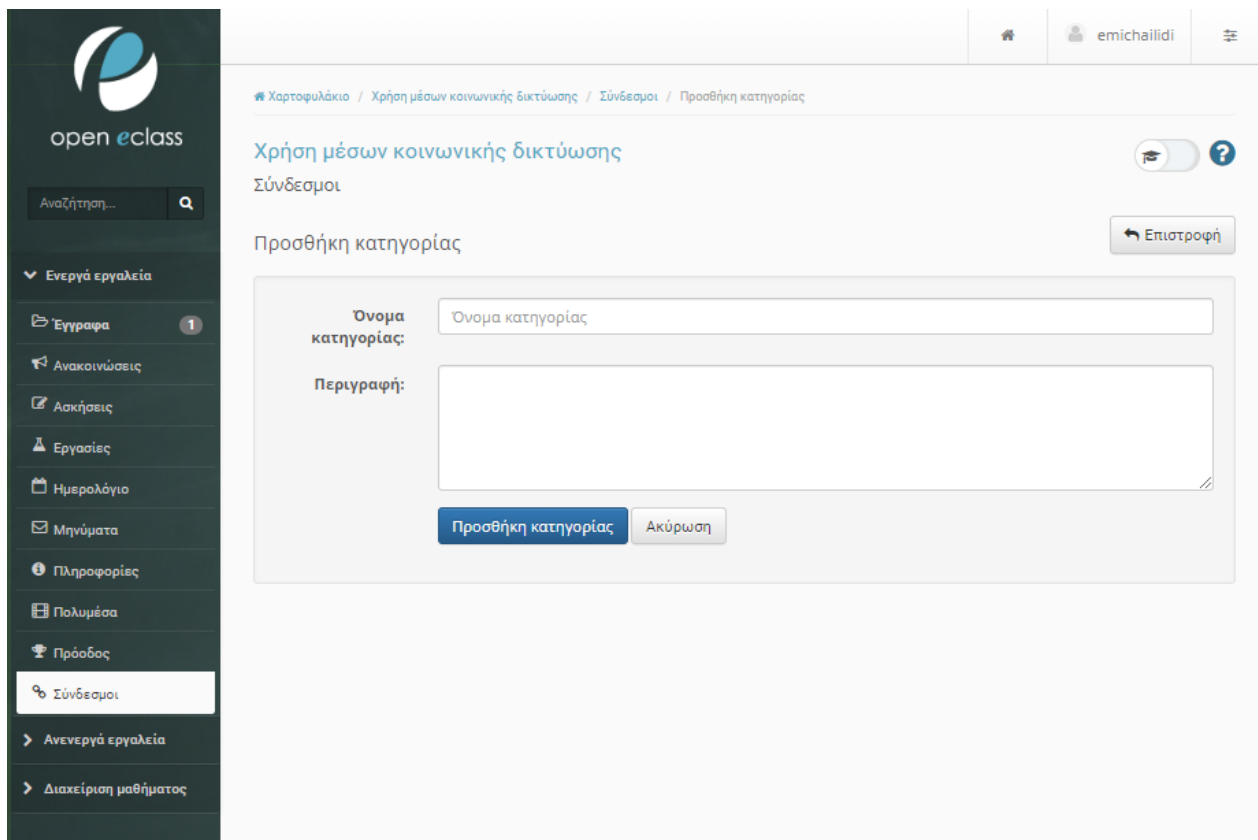 open eclass
Αναζήτηση...
Ενεργά εργαλεία
Έγγραφα 1
Ανακοινώσεις
Ασκήσεις
Εργασίες
Ημερολόγιο
Μηνύματα
Πληροφορίες
Πολυμέσα
Πρόοδος
Σύνδεσμοι
Ανενεργά εργαλεία
Διαχείριση μαθήματος
emichailidi
Χαρτοφυλάκιο / Χρήση μέσων κοινωνικής δικτύωσης / Σύνδεσμοι / Προσθήκη κατηγορίας
Χρήση μέσων κοινωνικής δικτύωσης
Σύνδεσμοι
Προσθήκη κατηγορίας
Επιστροφή
Όνομα
κατηγορίας:
Όνομα κατηγορίας
Περιγραφή:
Προσθήκη κατηγορίας Ακύρωση